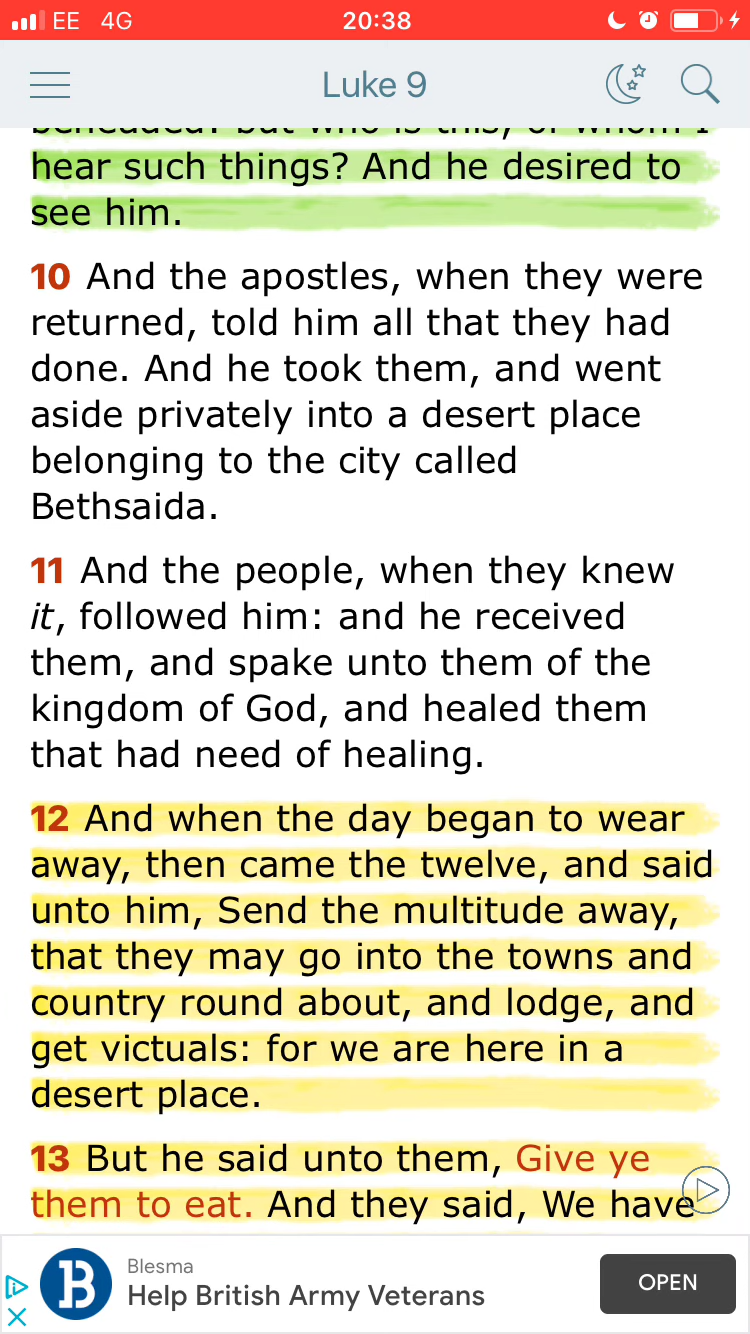 EE 4G 20:38
Luke 9
beheaded: but who is this, of whom I
hear such things? And he desired to
see him.
10 And the apostles, when they were
returned, told him all that they had
done. And he took them, and went
aside privately into a desert place
belonging to the city called
Bethsaida.
11 And the people, when they knew
it, followed him: and he received
them, and spake unto them of the
kingdom of God, and healed them
that had need of healing.
12 And when the day began to wear
away, then came the twelve, and said
unto him, Send the multitude away,
that they may go into the towns and
country round about, and lodge, and
get victuals: for we are here in a
desert place.
13 But he said unto them, Give ye
them to eat. And they said, We have
B
Blesma
Help British Army Veterans
OPEN